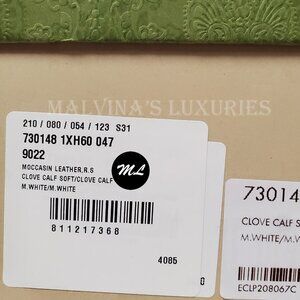 MALVINA'S LUXURIES
210 / 080 / 054 / 123 S31
730148 1XH60 047
9022
MOCCASIN LEATHER,R.S
CLOVE CALF SOFT/CLOVE CALF
M.WHITE/M.WHITE
ML
811217368
4085
73014
CLOVE CALF S
M.WHITE/M.W
ECLP208067C